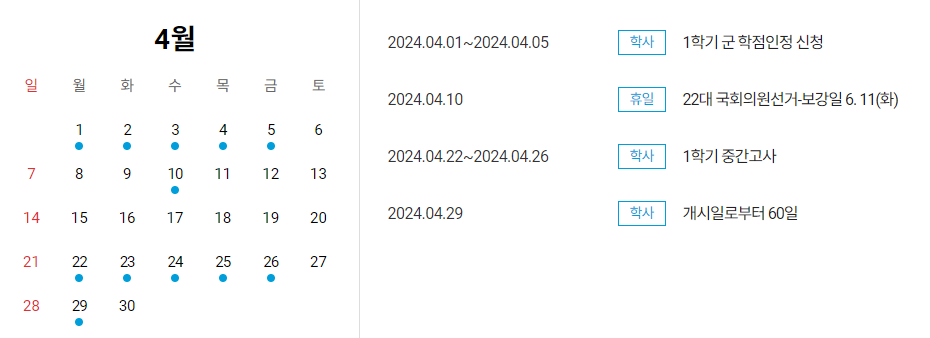 4월
일 월 화 수 목 금 토
1 2 3 4 5 6
7 8 9 10 11 12 13
14 15 16 17 18 19 20
21 22 23 24 25 26 27
28 29 30
2024.04.01~2024.04.05 학사 1학기 군 학점인정 신청
2024.04.10 휴일 22대 국회의원선거-보강일 6. 11(화)
2024.04.22~2024.04.26 학사 1학기 중간고사
2024.04.29 학사 개시일로부터 60일